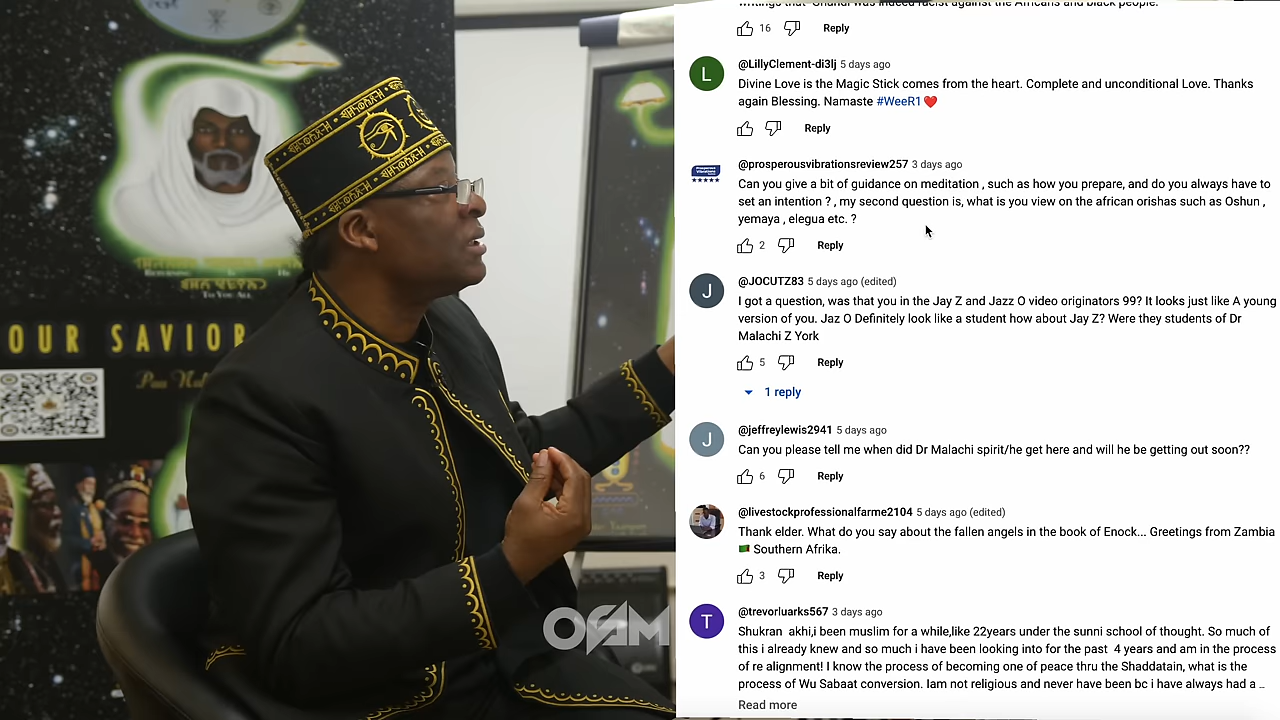 OUR SAVIOR
OFAM
writings that Ghandi was indeed racist against the Africans and black people.
16 Reply
@LillyClement-di3lj 5 days ago
Divine Love is the Magic Stick comes from the heart. Complete and unconditional Love. Thanks
again Blessing. Namaste #WeeR1❤️
Reply
@prosperousvibrationsreview257 3 days ago
Can you give a bit of guidance on meditation , such as how you prepare, and do you always have to
set an intention ? , my second question is, what is you view on the african orishas such as Oshun ,
yemaya , elegua etc. ?
2 Reply
@JOCUTZ83 5 days ago (edited)
I got a question, was that you in the Jay Z and Jazz O video originators 99? It looks just like A young
version of you. Jaz O Definitely look like a student how about Jay Z? Were they students of Dr
Malachi Z York
5 Reply
1 reply
@jeffreylewis2941 5 days ago
Can you please tell me when did Dr Malachi spirit/he get here and will he be getting out soon??
6 Reply
@livestockprofessionalfarme2104 5 days ago (edited)
Thank elder. What do you say about the fallen angels in the book of Enock... Greetings from Zambia
Southern Afrika.
3 Reply
@trevorluarks567 3 days ago
Shukran akhi,i been muslim for a while,like 22years under the sunni school of thought. So much of
this i already knew and so much i have been looking into for the past 4 years and am in the process
of re alignment! I know the process of becoming one of peace thru the Shaddatain, what is the
process of Wu Sabaat conversion. Iam not religious and never have been bc i have always had a ...
Read more